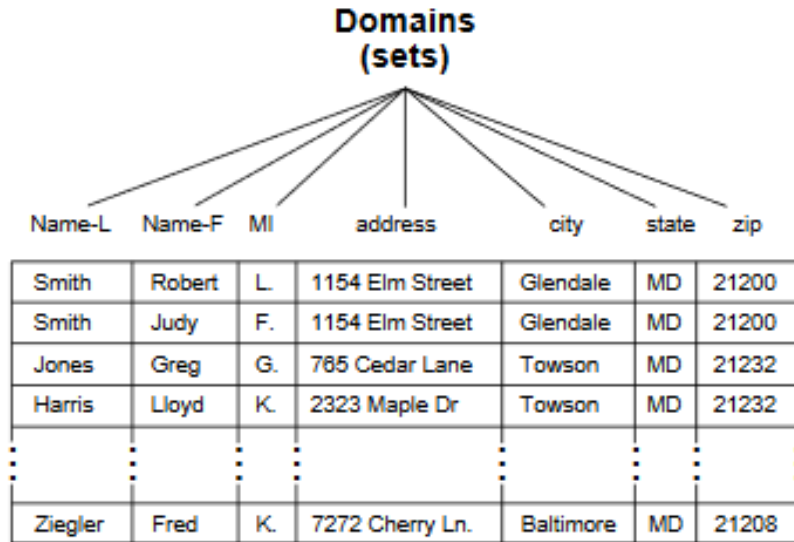 Domains
(sets)
Name-L Name-F MI address city state zip
Smith Robert L. 1154 Elm Street Glendale MD 21200
Smith Judy F. 1154 Elm Street Glendale MD 21200
Jones Greg G. 765 Cedar Lane Towson MD 21232
Harris Lloyd K. 2323 Maple Dr Towson MD 21232
Ziegler Fred K. 7272 Cherry Ln. Baltimore MD 21208